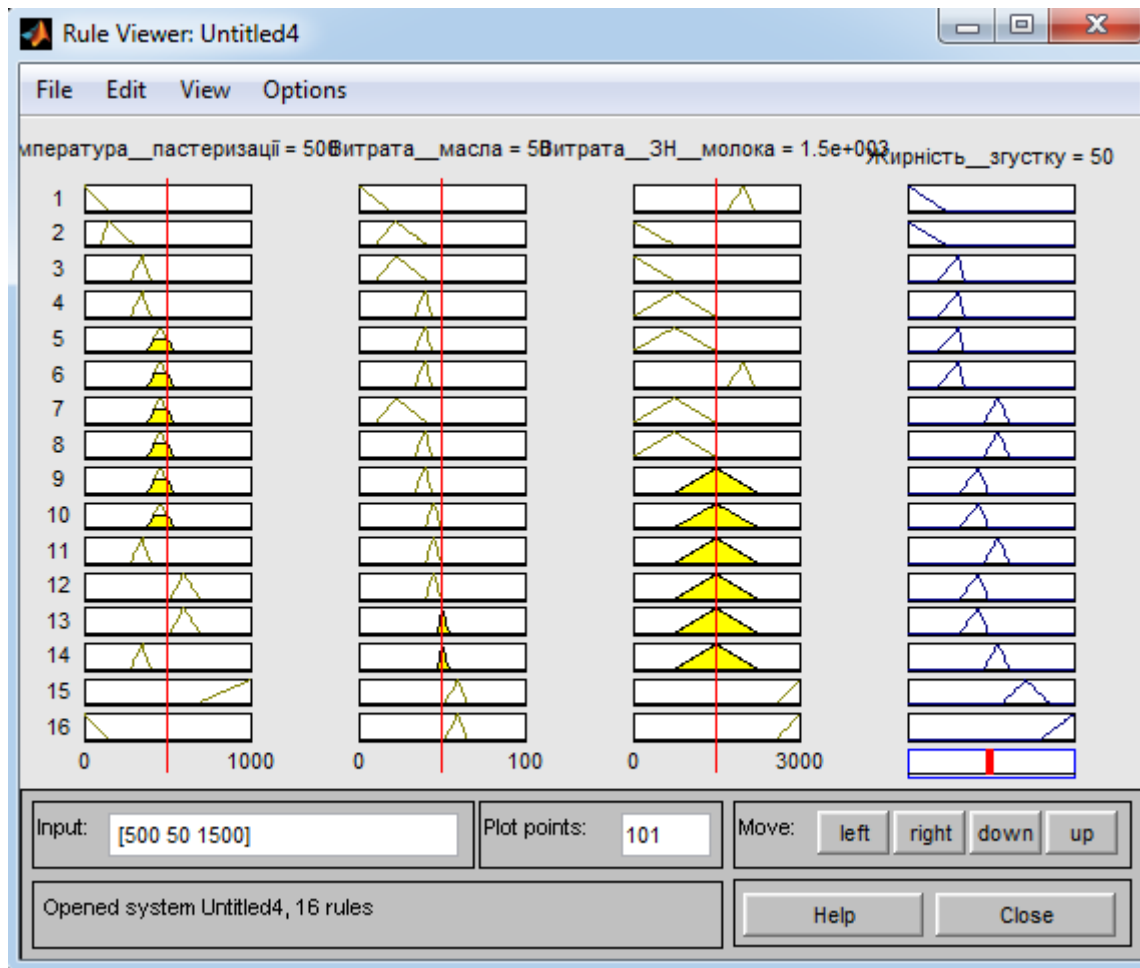 Rule Viewer: Untitled4
File Edit View Options
мпература__пастеризації = 500
Витрата__масла = 50
Витрата__ЗН__молока = 1.5e+003
Жирність__згустку = 50
1
2
3
4
5
6
7
8
9
10
11
12
13
14
15
16
0 1000 0 100 0 3000
Input: [500 50 1500] Plot points: 101 Move: left right down up
Opened system Untitled4, 16 rules Help Close